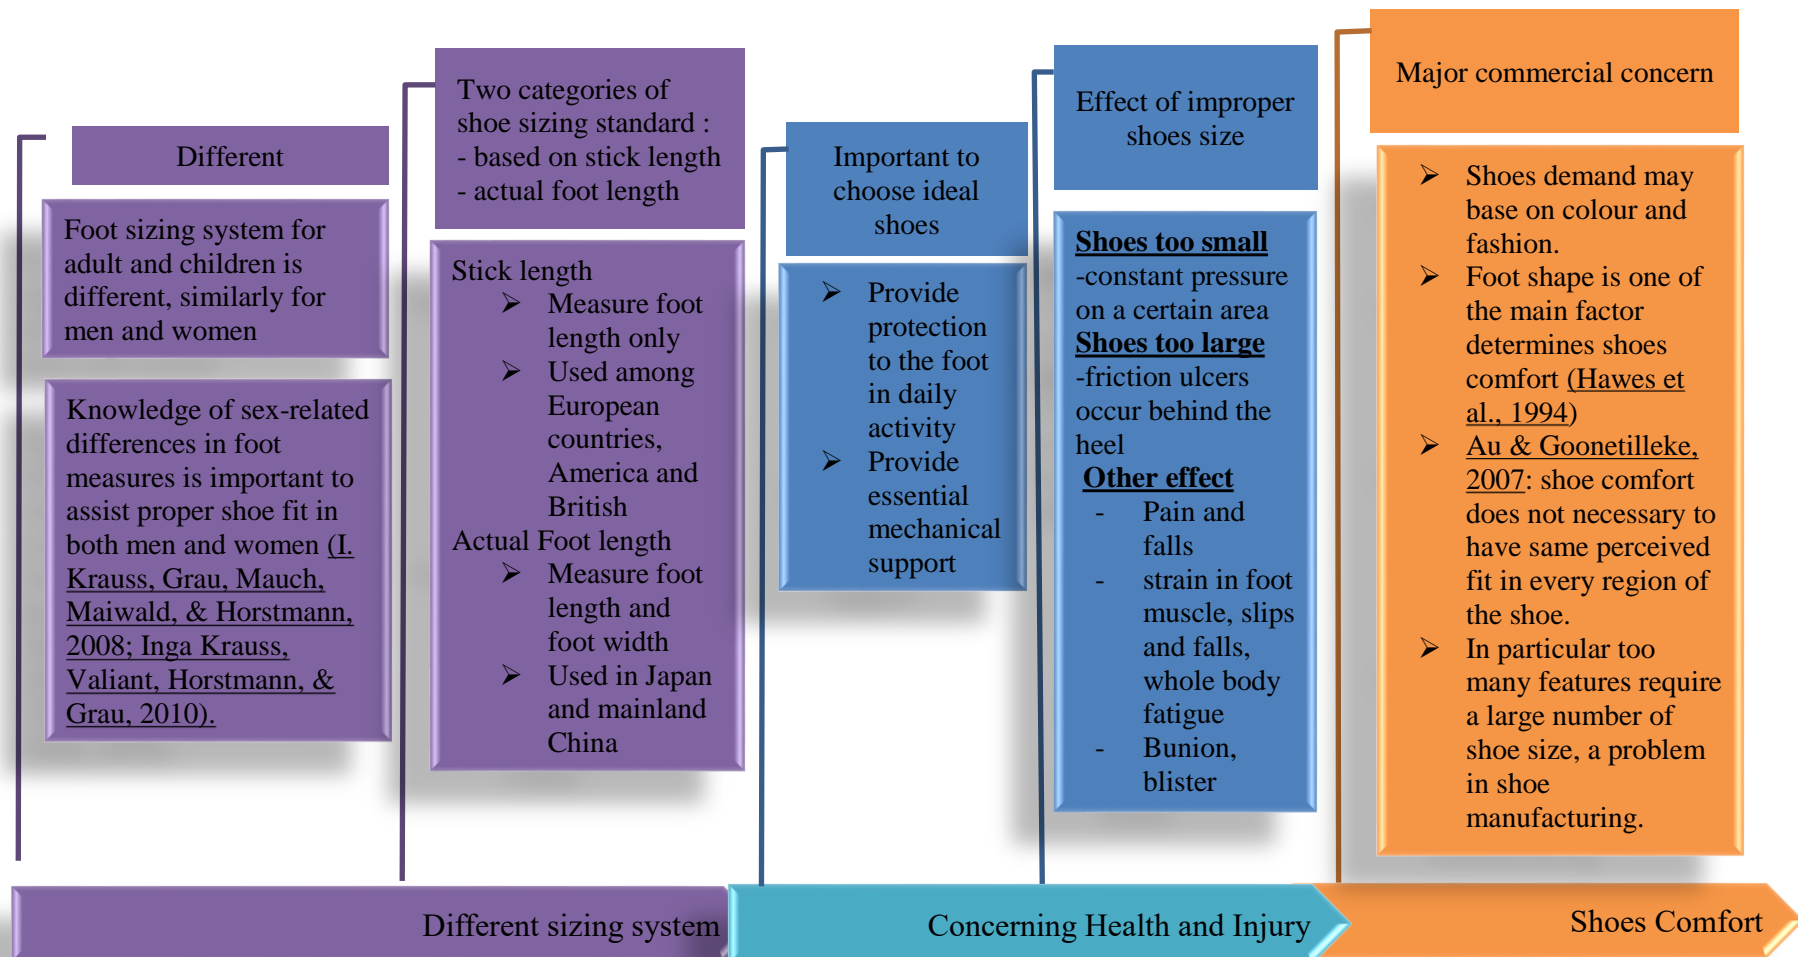 Different
Foot sizing system for
adult and children is
different, similarly for
men and women
Knowledge of sex-related
differences in foot
measures is important to
assist proper shoe fit in
both men and women (I.
Krauss, Grau, Mauch,
Maiwald, & Horstmann,
2008; Inga Krauss,
Valiant, Horstmann, &
Grau, 2010).
Two categories of
shoe sizing standard :
- based on stick length
- actual foot length
Stick length
➢ Measure foot
length only
➢ Used among
European
countries,
America and
British
Actual Foot length
➢ Measure foot
length and
foot width
➢ Used in Japan
and mainland
China
Important to
choose ideal
shoes
➢ Provide
protection
to the foot
in daily
activity
➢ Provide
essential
mechanical
support
Effect of improper
shoes size
Shoes too small
-constant pressure
on a certain area
Shoes too large
-friction ulcers
occur behind the
heel
Other effect
- Pain and
falls
- strain in foot
muscle, slips
and falls,
whole body
fatigue
- Bunion,
blister
Major commercial concern
➢ Shoes demand may
base on colour and
fashion.
➢ Foot shape is one of
the main factor
determines shoes
comfort (Hawes et
al., 1994)
➢ Au & Goonetilleke,
2007: shoe comfort
does not necessary to
have same perceived
fit in every region of
the shoe.
➢ In particular too
many features require
a large number of
shoe size, a problem
in shoe
manufacturing.
Different sizing system
Concerning Health and Injury
Shoes Comfort